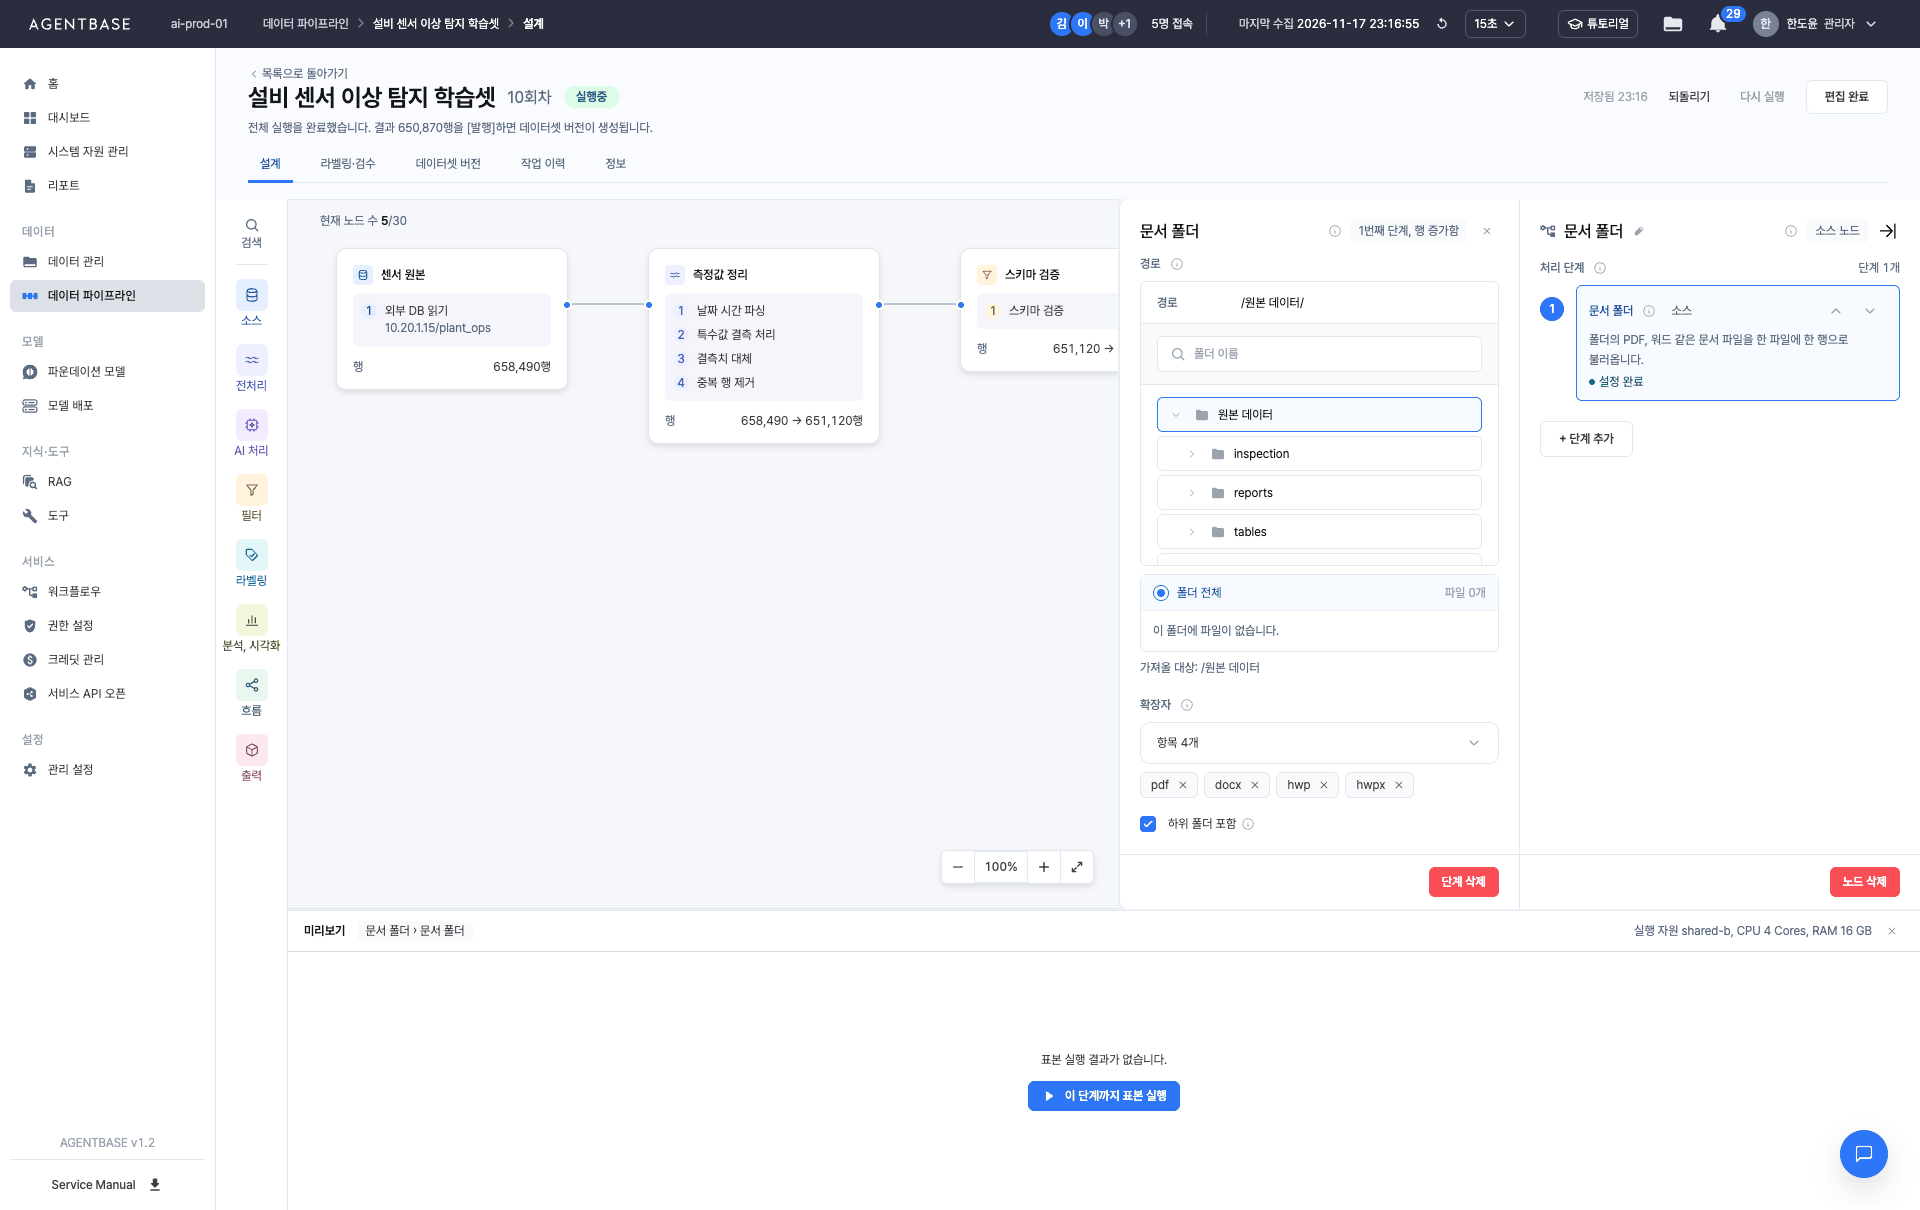 AGENTBASE
ai-prod-01
데이터 파이프라인 > 설비 센서 이상 탐지 학습셋 > 설계
김 이 박 +1 5명 접속
마지막 수집 2026-11-17 23:16:55
15초
튜토리얼
29
한 한도윤 관리자
홈
대시보드
시스템 자원 관리
리포트
데이터
데이터 관리
데이터 파이프라인
모델
파운데이션 모델
모델 배포
지식·도구
RAG
도구
서비스
워크플로우
권한 설정
크레딧 관리
서비스 API 오픈
설정
관리 설정
AGENTBASE v1.2
Service Manual
목록으로 돌아가기
설비 센서 이상 탐지 학습셋 10회차 실행중
전체 실행을 완료했습니다. 결과 650,870행을 [발행]하면 데이터셋 버전이 생성됩니다.
저장됨 23:16 되돌리기 다시 실행 편집 완료
설계 라벨링·검수 데이터셋 버전 작업 이력 정보
검색
소스
전처리
AI 처리
필터
라벨링
분석, 시각화
흐름
출력
현재 노드 수 5/30
센서 원본
1 외부 DB 읽기
10.20.1.15/plant_ops
행 658,490행
측정값 정리
1 날짜 시간 파싱
2 특수값 결측 처리
3 결측치 대체
4 중복 행 제거
행 658,490 → 651,120행
스키마 검증
1 스키마 검증
행 651,120 →
100%
문서 폴더 1번째 단계, 행 증가함
경로
경로 /원본 데이터/
폴더 이름
원본 데이터
inspection
reports
tables
폴더 전체 파일 0개
이 폴더에 파일이 없습니다.
가져올 대상: /원본 데이터
확장자
항목 4개
pdf docx hwp hwpx
하위 폴더 포함
단계 삭제
문서 폴더 소스 노드
처리 단계 단계 1개
1 문서 폴더 소스
폴더의 PDF, 워드 같은 문서 파일을 한 파일에 한 행으로
불러옵니다.
설정 완료
+ 단계 추가
노드 삭제
미리보기 문서 폴더 › 문서 폴더
실행 자원 shared-b, CPU 4 Cores, RAM 16 GB
표본 실행 결과가 없습니다.
이 단계까지 표본 실행